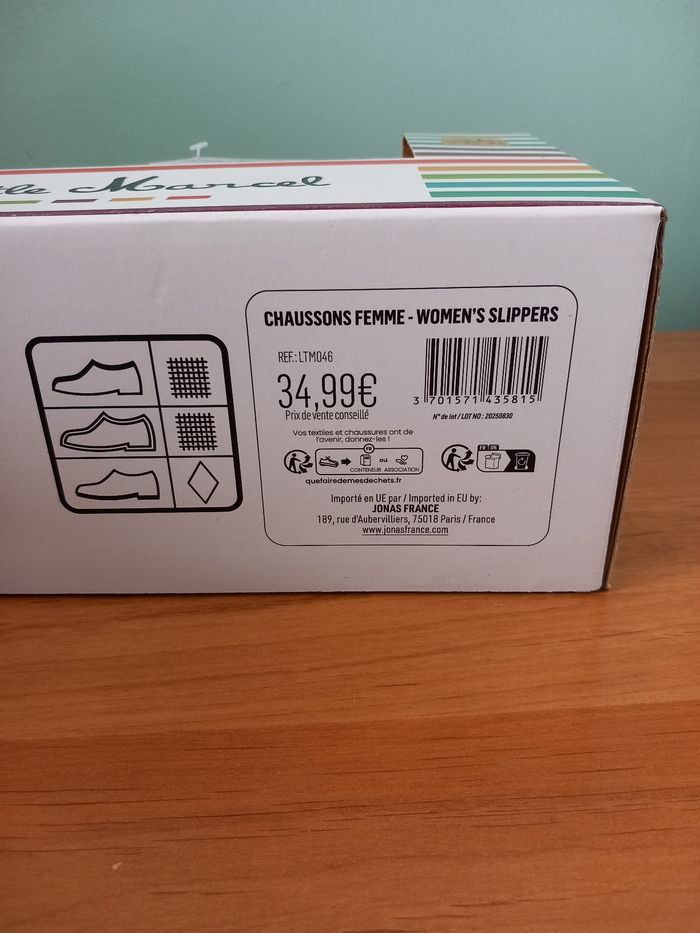 Marcel
CHAUSSONS FEMME - WOMEN'S SLIPPERS
REF.: LTM046
34,99€
Prix de vente conseillé
3 701571 435815
N° de lot / LOT NO : 20250830
Vos textiles et chaussures ont de
l'avenir, donnez-les !
FR
ou
CONTENEUR ASSOCIATION
quefairedemesdechets.fr
Importé en UE par / Imported in EU by:
JONAS FRANCE
189, rue d'Aubervilliers, 75018 Paris / France
www.jonasfrance.com